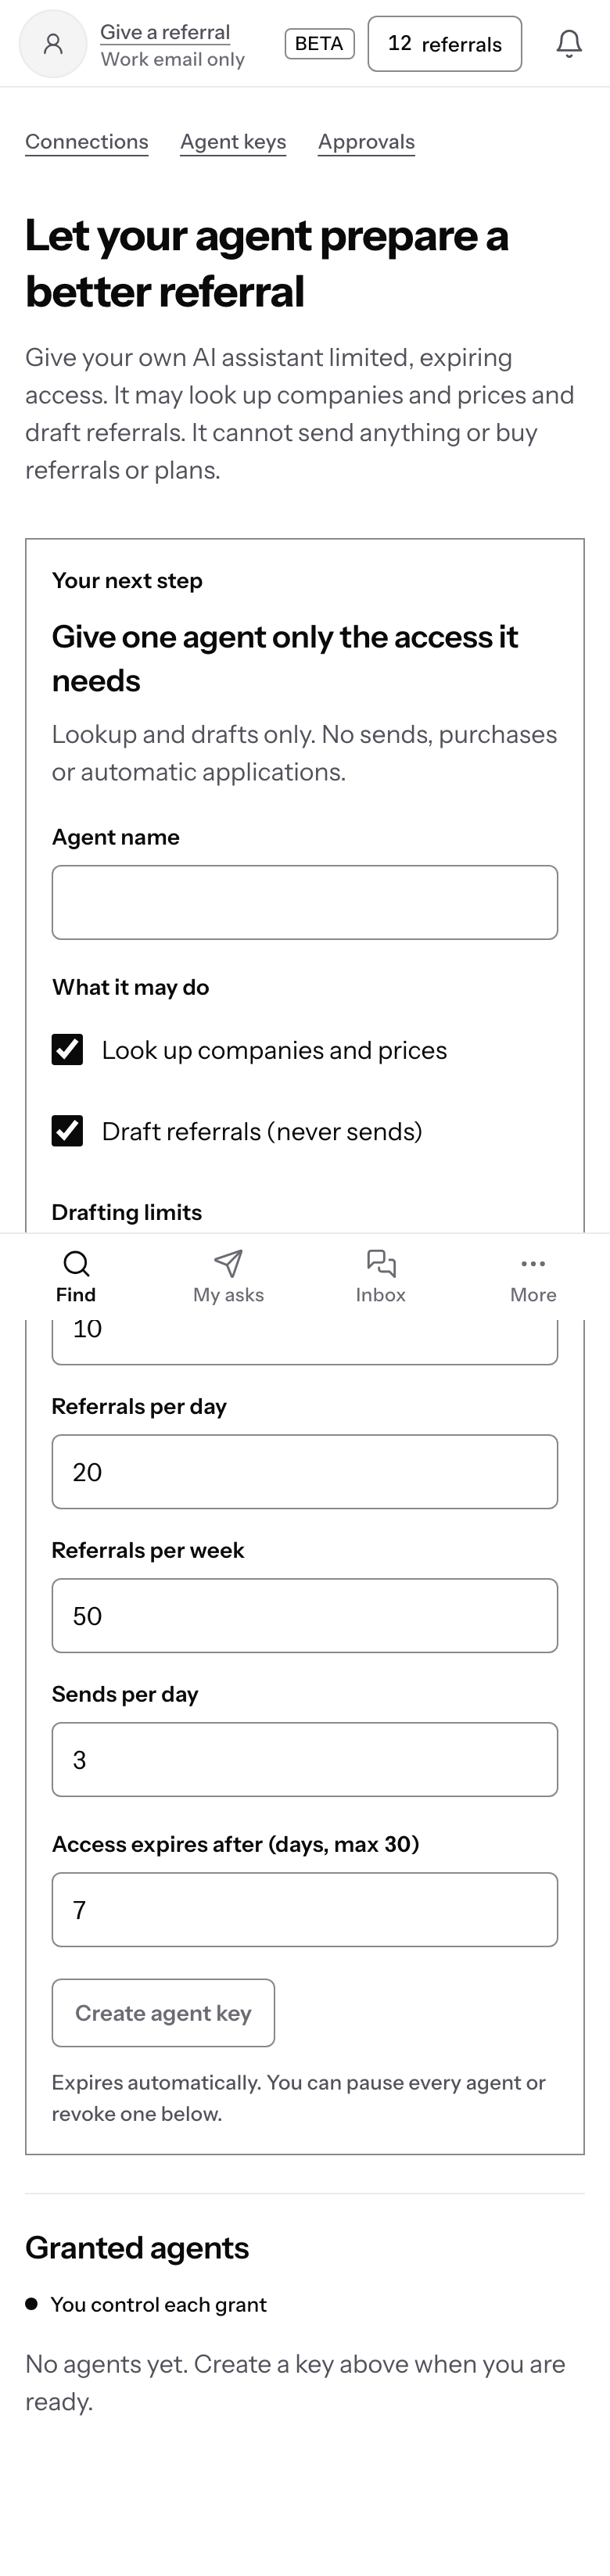 Give a referral
Work email only
BETA
12 referrals
Connections
Agent keys
Approvals
Let your agent prepare a
better referral
Give your own AI assistant limited, expiring
access. It may look up companies and prices and
draft referrals. It cannot send anything or buy
referrals or plans.
Your next step
Give one agent only the access it
needs
Lookup and drafts only. No sends, purchases
or automatic applications.
Agent name
What it may do
Look up companies and prices
Draft referrals (never sends)
Drafting limits
Find
My asks
Inbox
More
10
Referrals per day
20
Referrals per week
50
Sends per day
3
Access expires after (days, max 30)
7
Create agent key
Expires automatically. You can pause every agent or
revoke one below.
Granted agents
You control each grant
No agents yet. Create a key above when you are
ready.